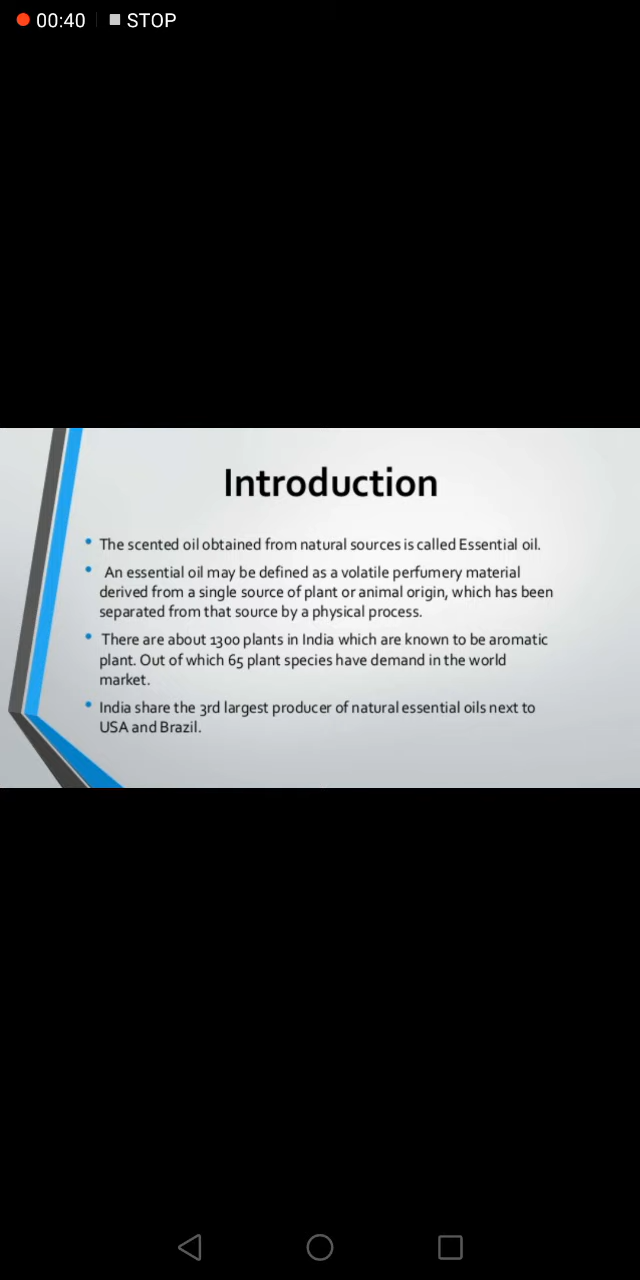 00:40 STOP
Introduction
• The scented oil obtained from natural sources is called Essential oil.
• An essential oil may be defined as a volatile perfumery material
derived from a single source of plant or animal origin, which has been
separated from that source by a physical process.
• There are about 1300 plants in India which are known to be aromatic
plant. Out of which 65 plant species have demand in the world
market.
• India share the 3rd largest producer of natural essential oils next to
USA and Brazil.